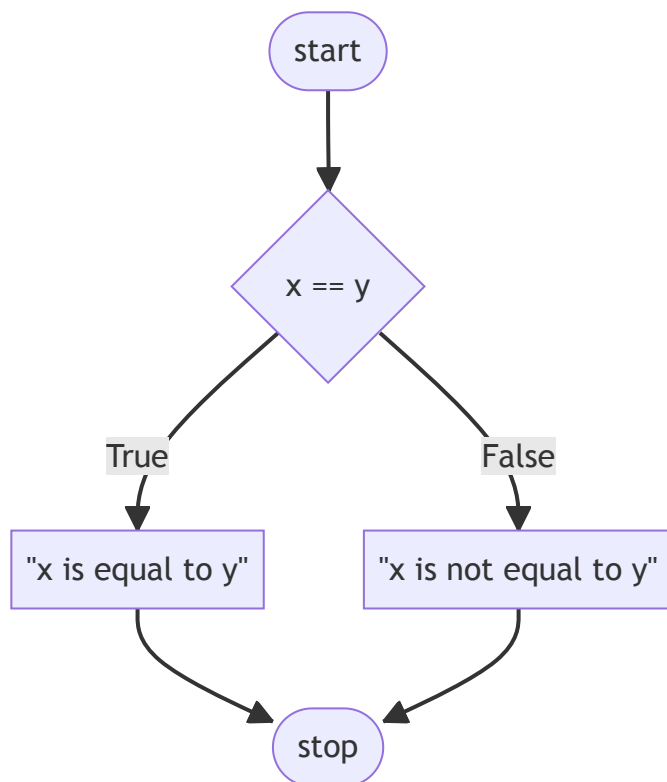 start
x == y
True
False
"x is equal to y"
"x is not equal to y"
stop